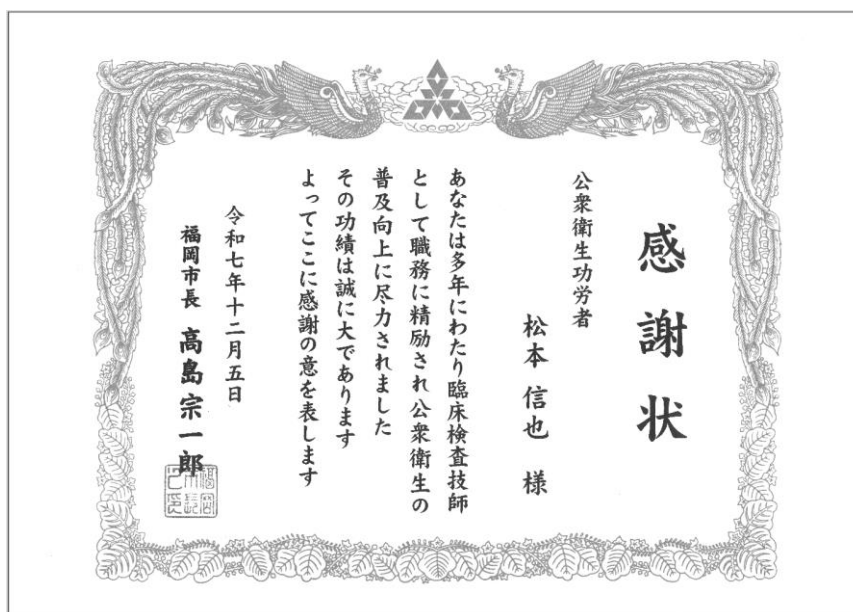 感謝状
公衆衛生功労者
松本信也 様
あなたは多年にわたり臨床検査技師
として職務に精励され公衆衛生の
普及向上に尽力されました
その功績は誠に大であります
よってここに感謝の意を表します
令和七年十二月五日
福岡市長 高島宗一郎